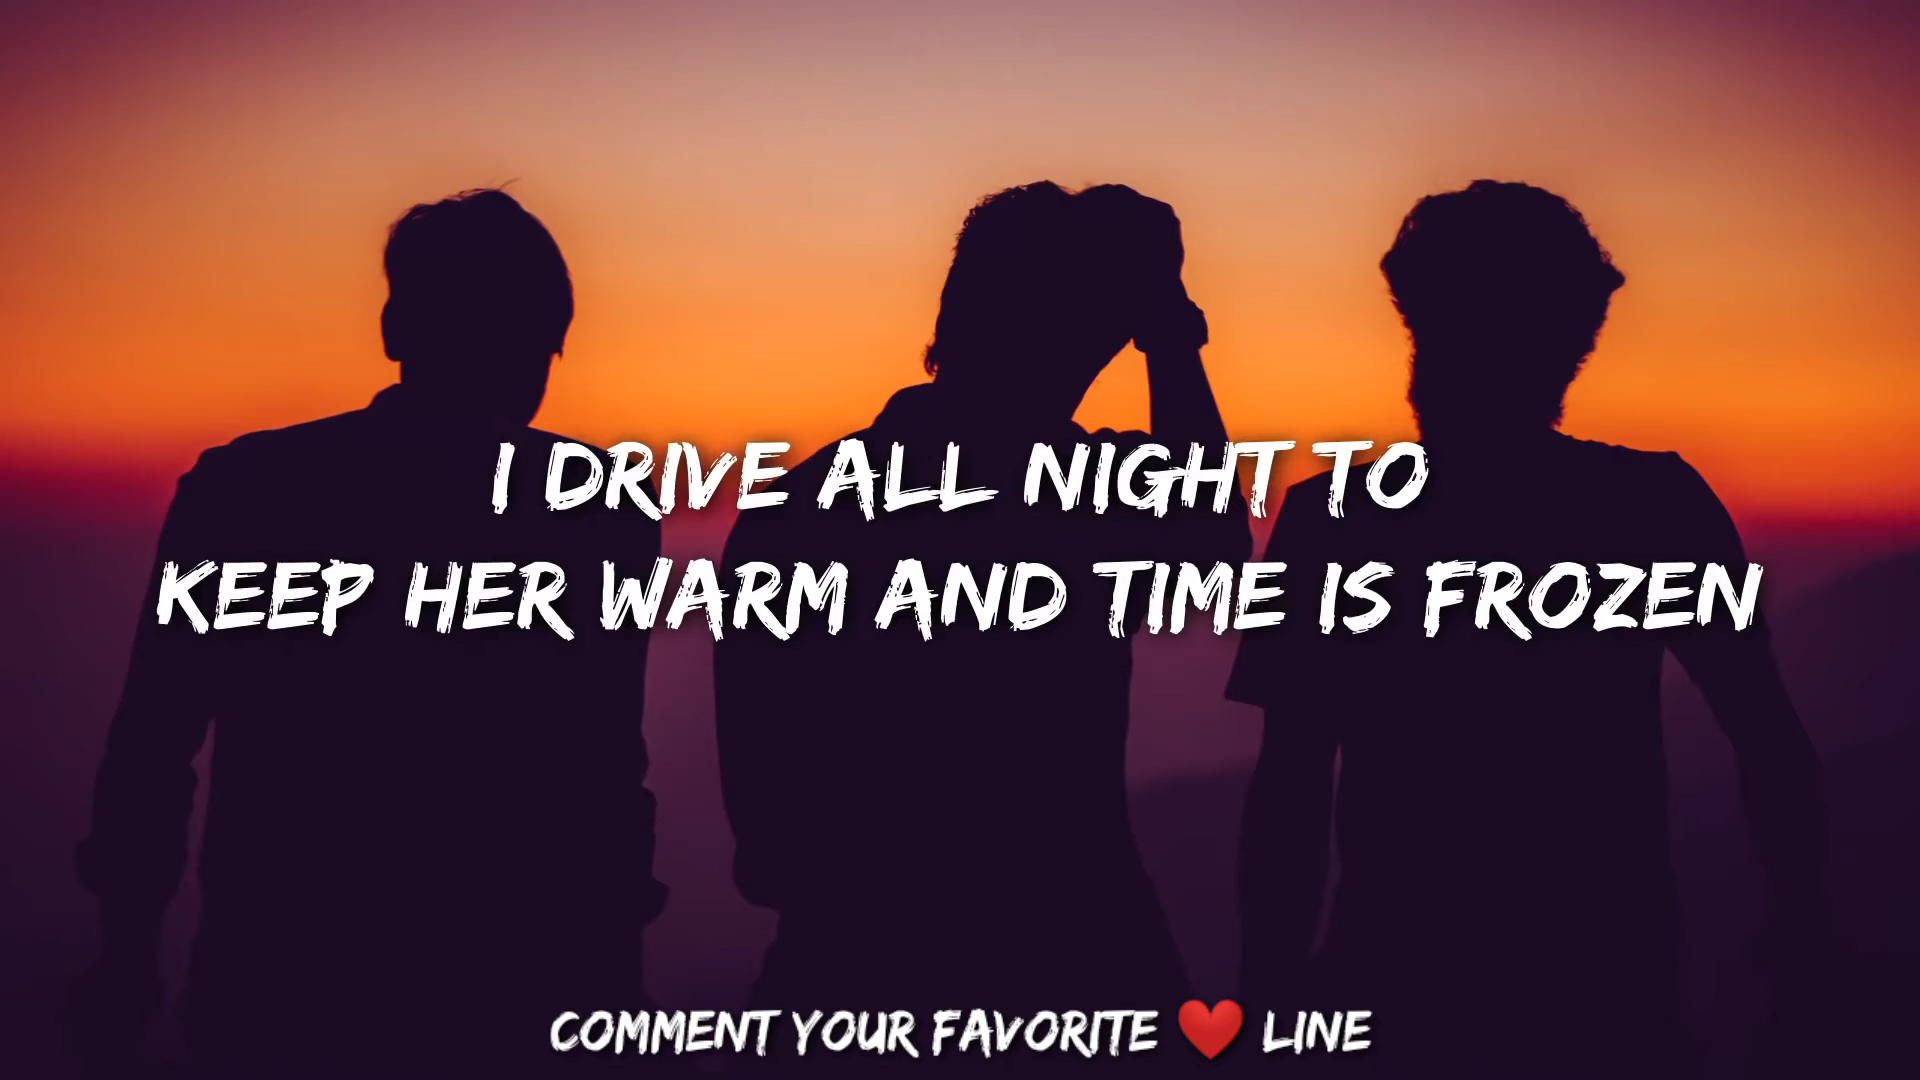 I DRIVE ALL NIGHT TO
KEEP HER WARM AND TIME IS FROZEN
COMMENT YOUR FAVORITE ❤️ LINE